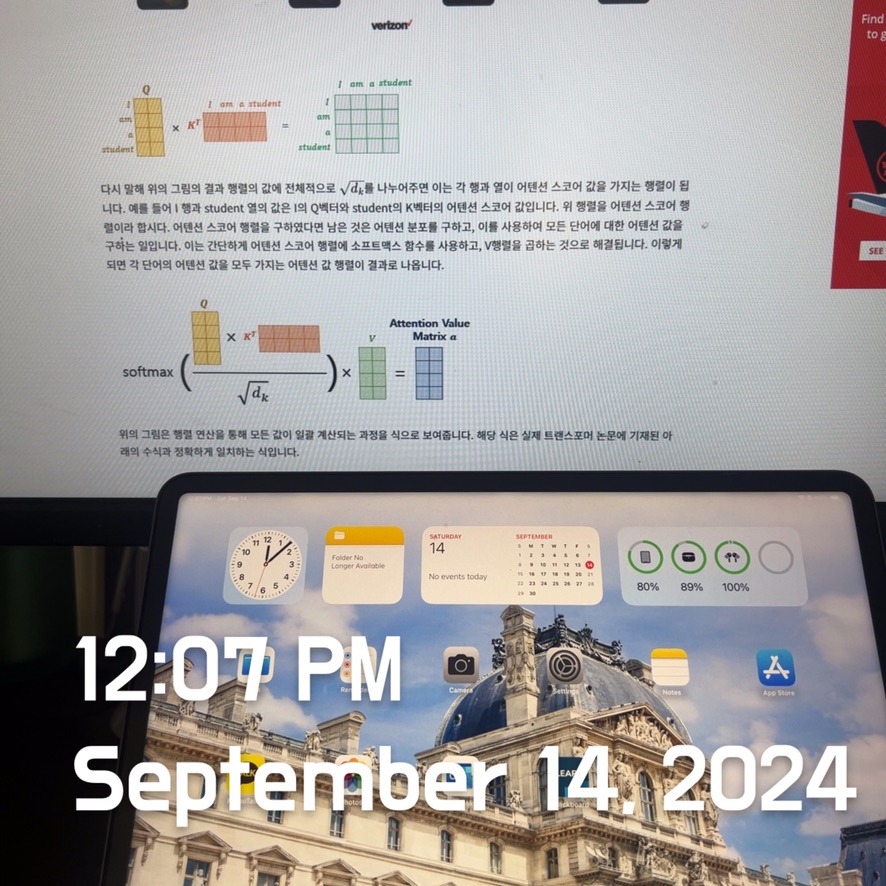 verizon
Find
to g
Q
I am a student
I
am
a
student
× Kᵀ
I am a student
=
I
am
a
student
SEE
다시 말해 위의 그림의 결과 행렬의 값에 전체적으로 √dk를 나누어주면 이는 각 행과 열이 어텐션 스코어 값을 가지는 행렬이 됩
니다. 예를 들어 I 행과 student 열의 값은 I의 Q벡터와 student의 K벡터의 어텐션 스코어 값입니다. 위 행렬을 어텐션 스코어 행
렬이라 합시다. 어텐션 스코어 행렬을 구하였다면 남은 것은 어텐션 분포를 구하고, 이를 사용하여 모든 단어에 대한 어텐션 값을
구하는 일입니다. 이는 간단하게 어텐션 스코어 행렬에 소프트맥스 함수를 사용하고, V행렬을 곱하는 것으로 해결됩니다. 이렇게
되면 각 단어의 어텐션 값을 모두 가지는 어텐션 값 행렬이 결과로 나옵니다.
Q
× Kᵀ
V
Attention Value
Matrix a
softmax ( √dk ) × =
위의 그림은 행렬 연산을 통해 모든 값이 일괄 계산되는 과정을 식으로 보여줍니다. 해당 식은 실제 트랜스포머 논문에 기재된 아
래의 수식과 정확하게 일치하는 식입니다.
12 1 2 3 4 5 6 7 8 9 10 11
Folder No
Longer Available
SATURDAY
14
No events today
SEPTEMBER
S M T W T F S
1 2 3 4 5 6 7
8 9 10 11 12 13 14
15 16 17 18 19 20 21
22 23 24 25 26 27 28
29 30
80% 89% 100%
Camera
Settings
Notes
App Store
12:07 PM
September 14, 2024